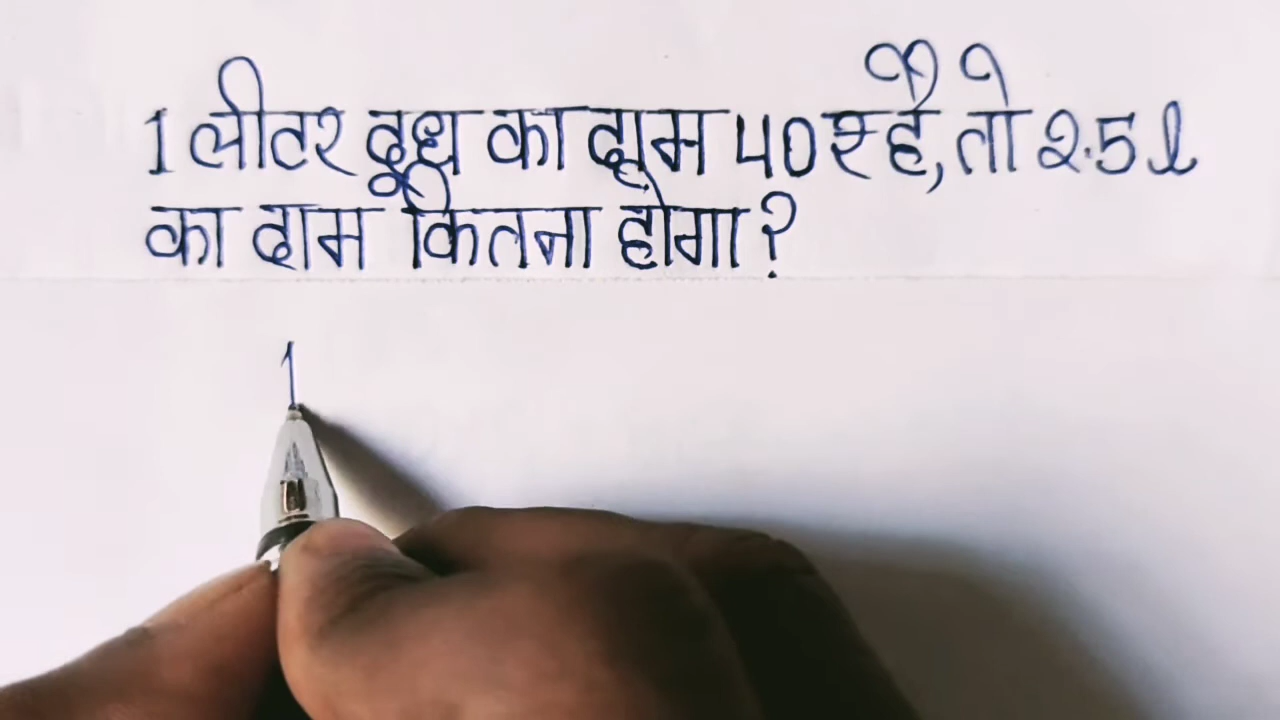 1 लीटर दूध का दाम 40 रु है, तो 2.5 l
का दाम कितना होगा ?
1